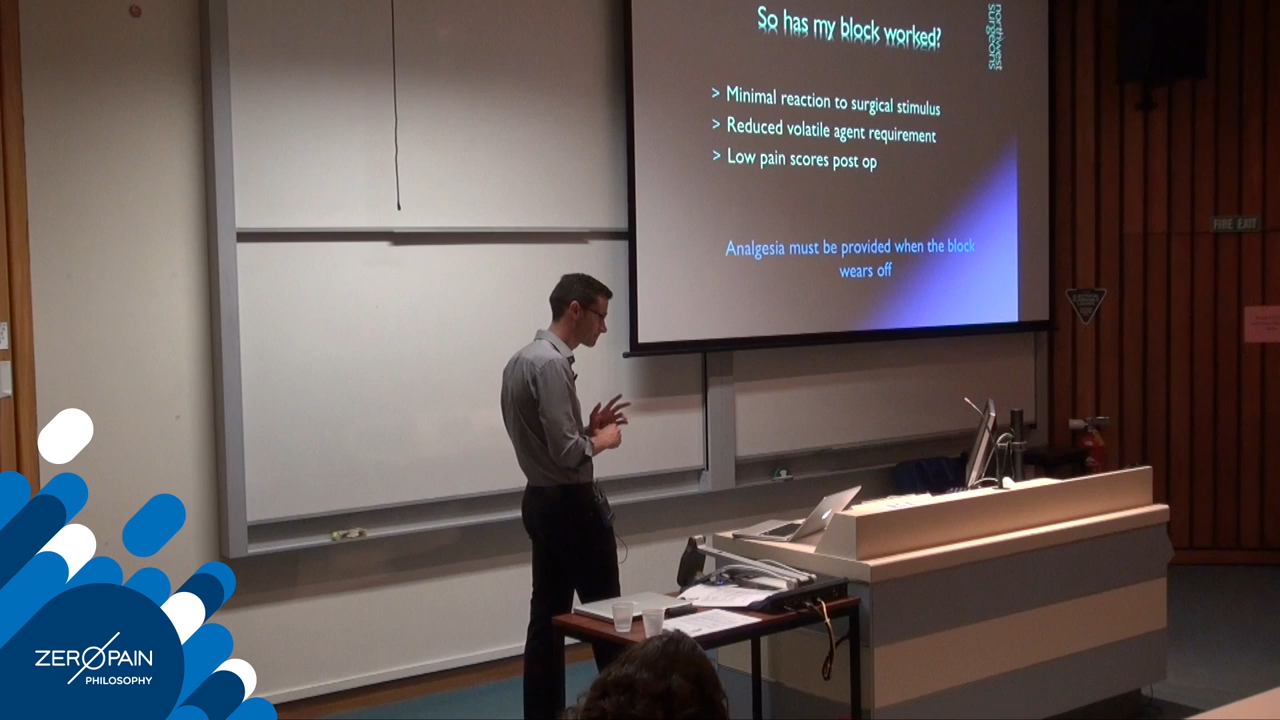 So has my block worked?
northwest
surgeons
> Minimal reaction to surgical stimulus
> Reduced volatile agent requirement
> Low pain scores post op
Analgesia must be provided when the block
wears off
FIRE EXIT
ZERØPAIN
PHILOSOPHY